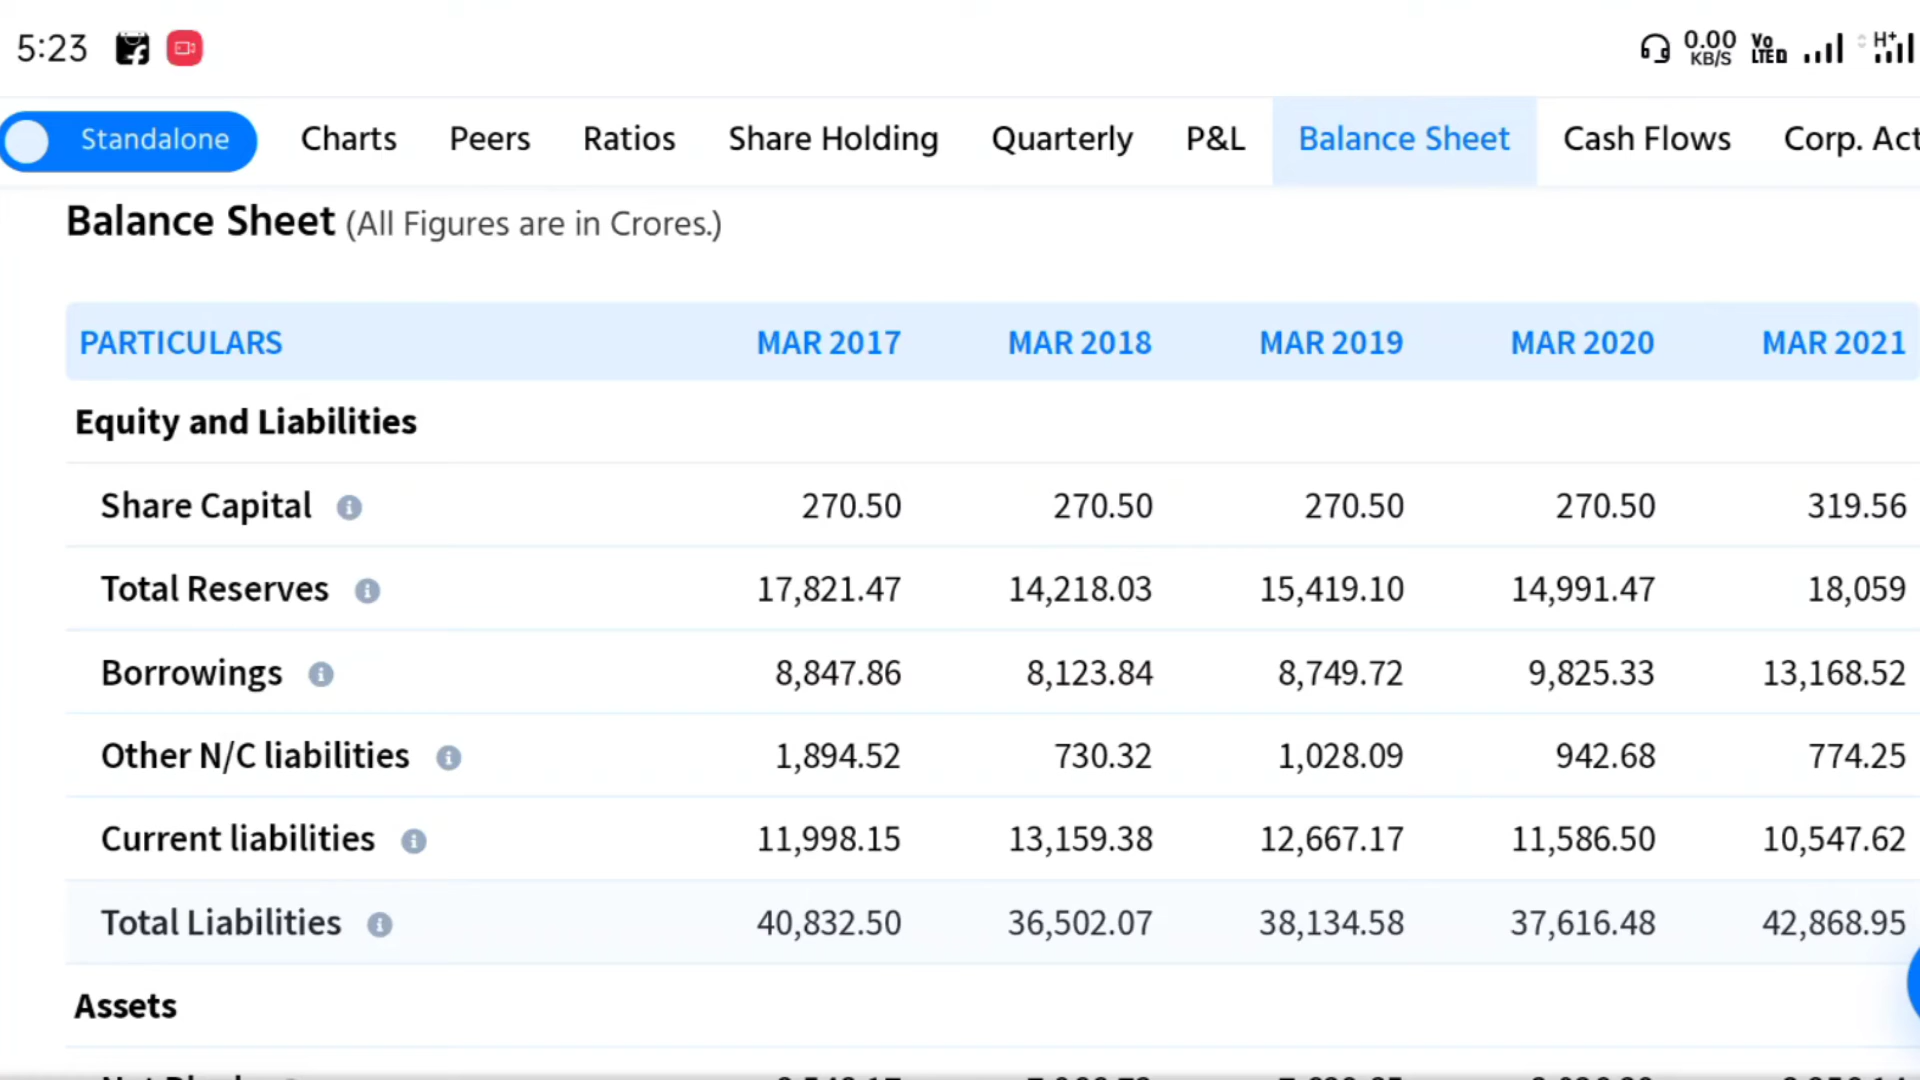 5:23 0.00 KB/S Vo LTED H+
Standalone Charts Peers Ratios Share Holding Quarterly P&L Balance Sheet Cash Flows Corp. Act
Balance Sheet (All Figures are in Crores.)
PARTICULARS MAR 2017 MAR 2018 MAR 2019 MAR 2020 MAR 2021
Equity and Liabilities
Share Capital 270.50 270.50 270.50 270.50 319.56
Total Reserves 17,821.47 14,218.03 15,419.10 14,991.47 18,059
Borrowings 8,847.86 8,123.84 8,749.72 9,825.33 13,168.52
Other N/C liabilities 1,894.52 730.32 1,028.09 942.68 774.25
Current liabilities 11,998.15 13,159.38 12,667.17 11,586.50 10,547.62
Total Liabilities 40,832.50 36,502.07 38,134.58 37,616.48 42,868.95
Assets